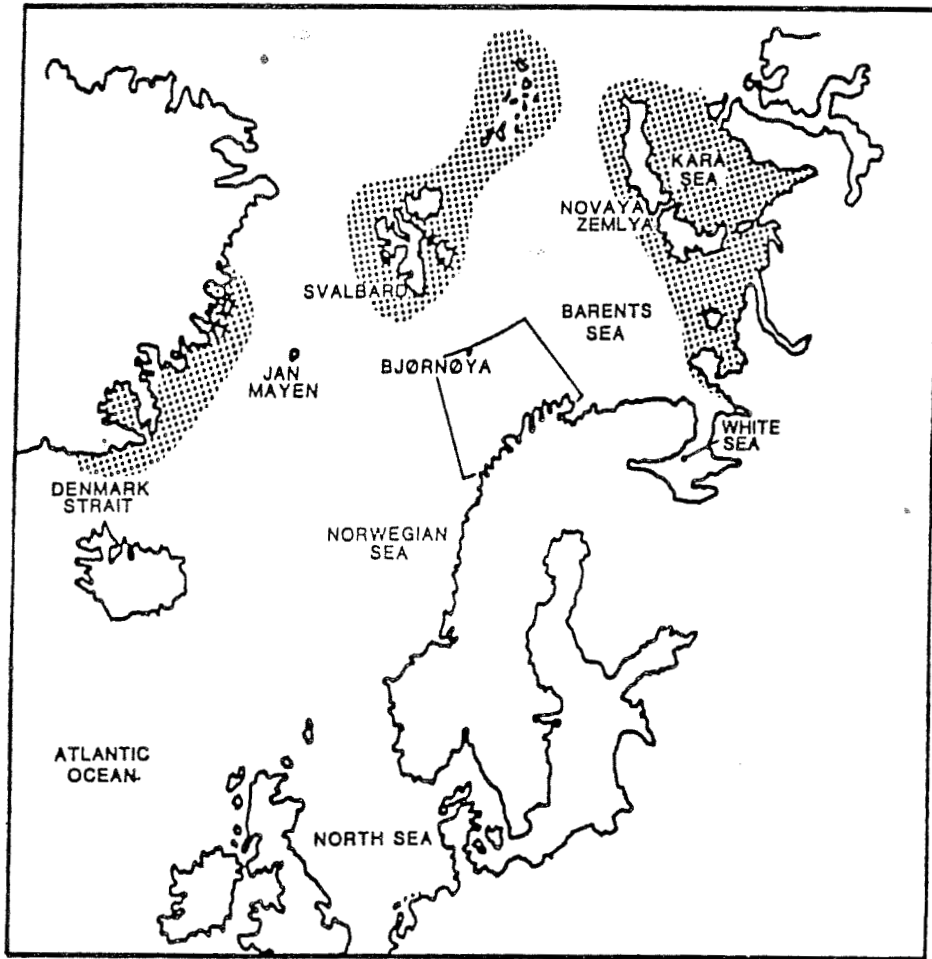 KARA
SEA
NOVAYA
ZEMLYA
SVALBARD
BARENTS
SEA
BJØRNØYA
JAN
MAYEN
WHITE
SEA
DENMARK
STRAIT
NORWEGIAN
SEA
ATLANTIC
OCEAN
NORTH SEA